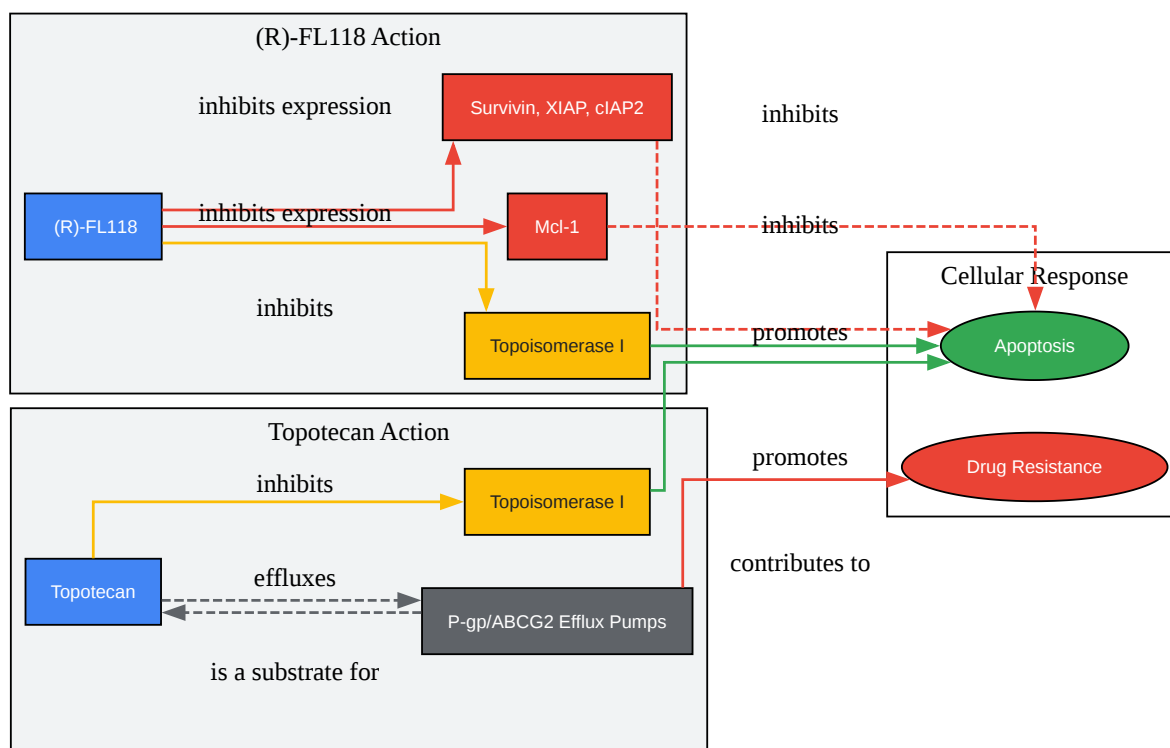 (R)-FL118 Action
inhibits expression
Survivin, XIAP, cIAP2
inhibits
(R)-FL118
inhibits expression
Mcl-1
inhibits
Cellular Response
inhibits
Topoisomerase I
promotes
Apoptosis
Topotecan Action
inhibits
Topoisomerase I
promotes
Drug Resistance
Topotecan
effluxes
P-gp/ABCG2 Efflux Pumps
contributes to
is a substrate for